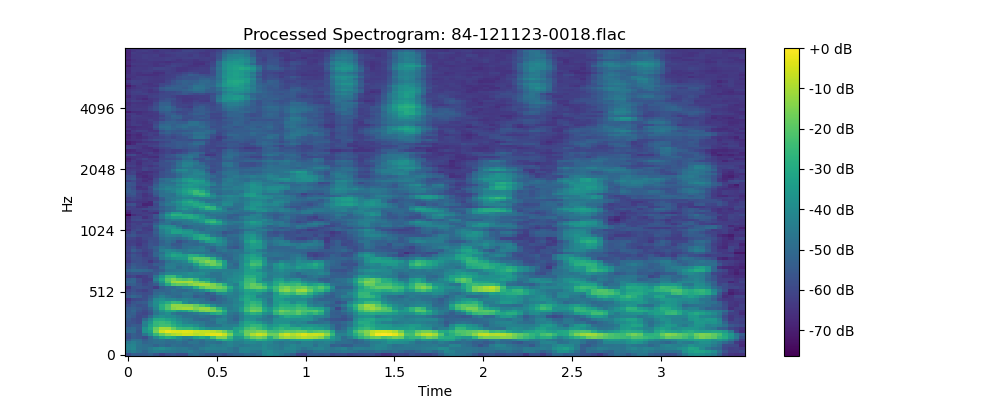 Processed Spectrogram: 84-121123-0018.flac
Hz
4096
2048
1024
512
0
0 0.5 1 1.5 2 2.5 3
Time
+0 dB
-10 dB
-20 dB
-30 dB
-40 dB
-50 dB
-60 dB
-70 dB